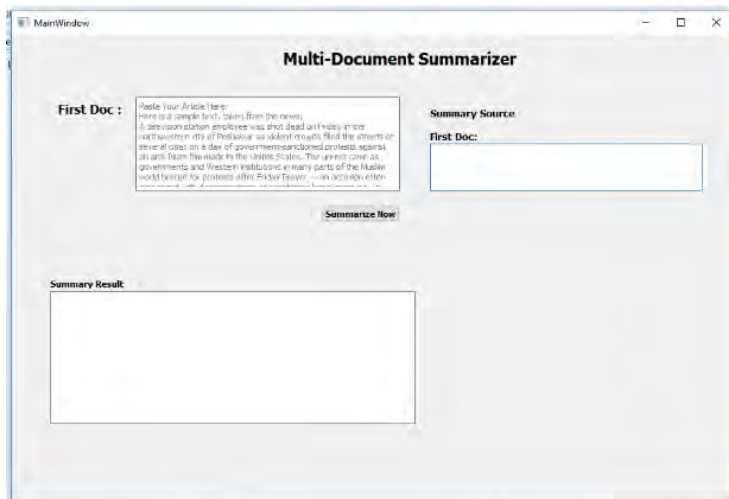 MainWindow
Multi-Document Summarizer
First Doc :
Paste Your Article Here:
Here is a sample text, taken from the news:
A television station employee was shot dead on Friday in the
northwestern city of Peshawar as violent crowds filled the streets of
several cities on a day of government-sanctioned protests against
an anti-Islam film made in the United States. The unrest came as
governments and Western institutions in many parts of the Muslim
world braced for protests after Friday Prayer — an occasion often
Summarize Now
Summary Source
First Doc:
Summary Result